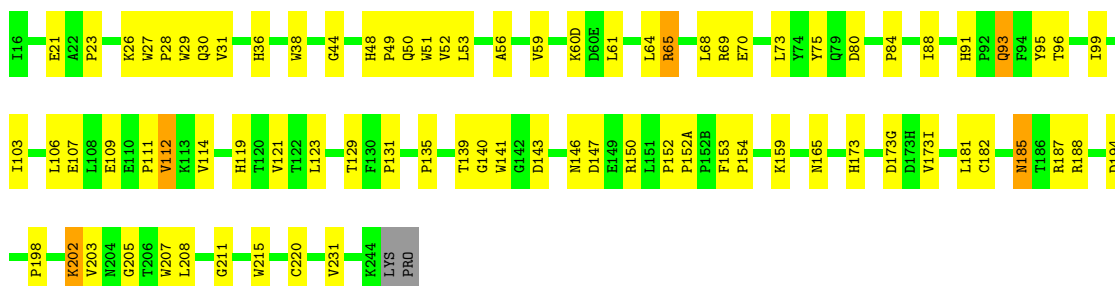 I16 E21 A22 P23 K26 W27 P28 W29 Q30 V31 H36 W38 G44 H48 P49 Q50 W51 V52 L53 A56 V59 K60D D60E L61 L64 R65 L68 R69 E70 L73 Y74 Y75 Q79 D80 P84 I88 H91 P92 Q93 F94 Y95 T96 I99
I103 L106 E107 L108 E109 E110 P111 V112 K113 V114 H119 T120 V121 T122 L123 T129 F130 P131 P135 T139 G140 W141 G142 D143 N146 D147 E149 R150 L151 P152 P152A P152B F153 P154 K159 N165 H173 D173G D173H V173I L181 C182 N185 T186 R187 R188 D194
P198 K202 V203 N204 G205 T206 W207 L208 G211 W215 C220 V231 K244 LYS PRO